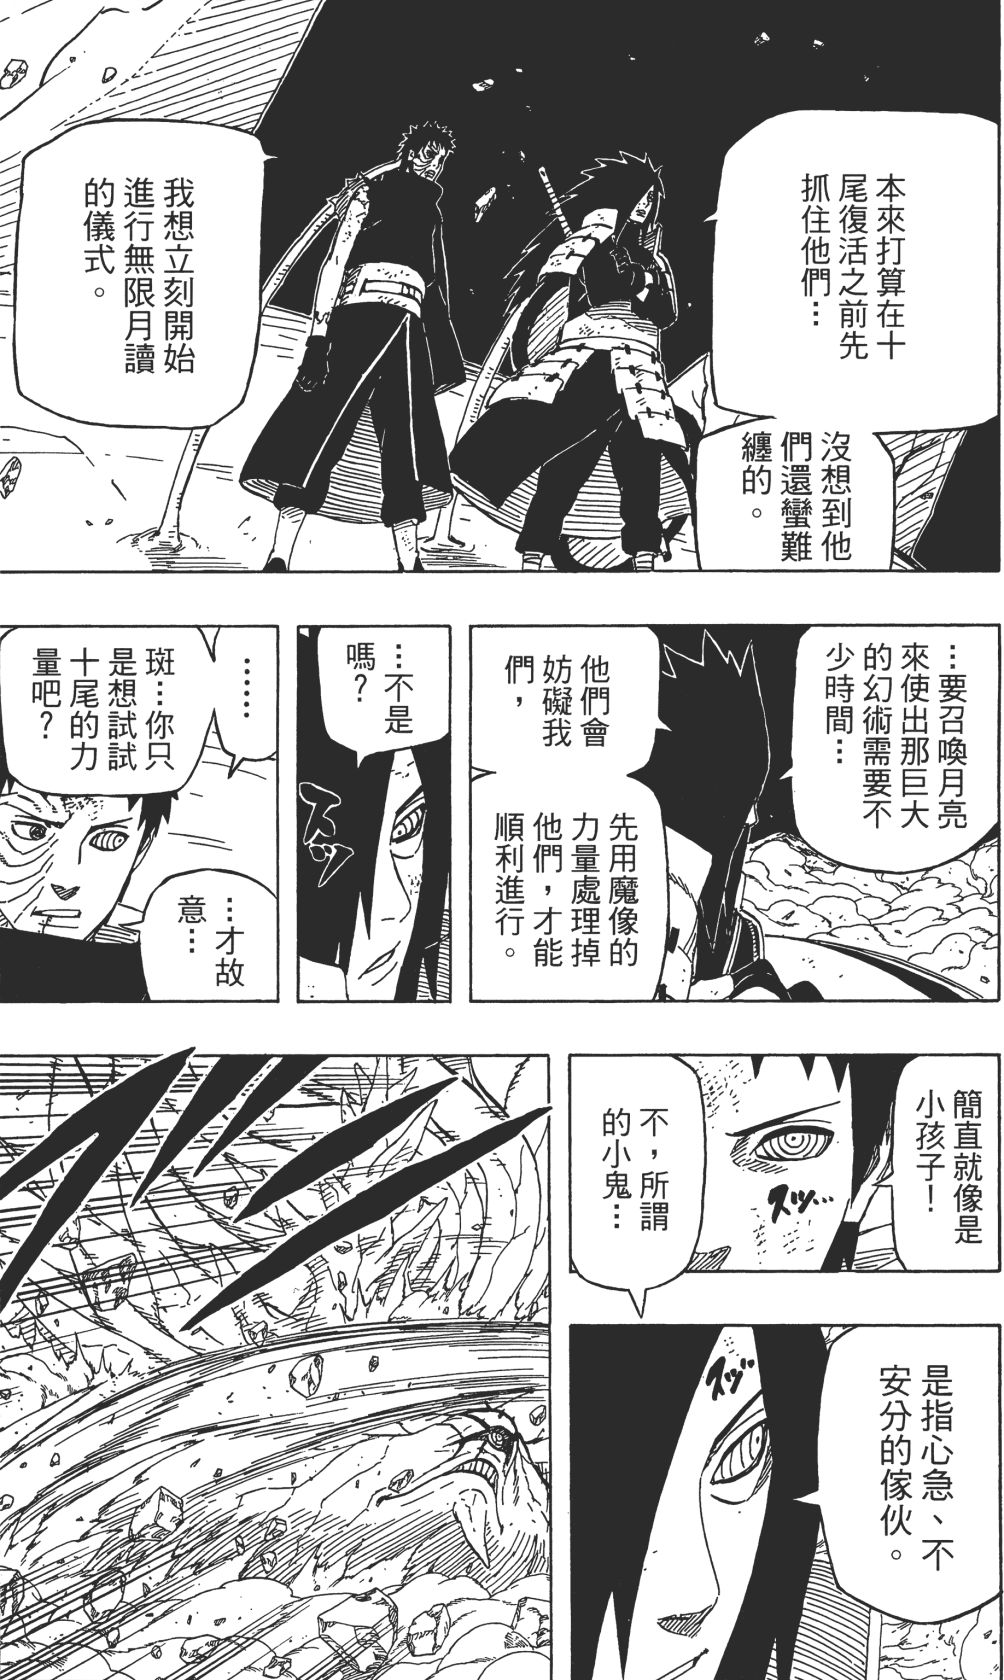 本來打算在十
尾復活之前先
抓住他們…
沒想到他
們還蠻難
纏的。
我想立刻開始
進行無限月讀
的儀式。
…要召喚月亮
來使出那巨大
的幻術需要不
少時間…
他們會
妨礙我
們，
先用魔像的
力量處理掉
他們，才能
順利進行。
…不是
嗎？
スッ
……
斑…你只
是想試試
十尾的力
量吧？
…才故
意…
簡直就像是
小孩子！
ズッ…
不，所謂
的小鬼…
ズッ
是指心急、不
安分的傢伙。